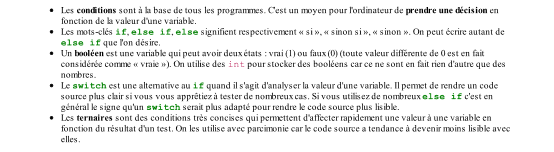 • Les conditions sont à la base de tous les programmes. C'est un moyen pour l'ordinateur de prendre une décision en
fonction de la valeur d'une variable.
• Les mots-clés if, else if, else signifient respectivement « si », « sinon si », « sinon ». On peut écrire autant de
else if que l'on désire.
• Un booléen est une variable qui peut avoir deux états : vrai (1) ou faux (0) (toute valeur différente de 0 est en fait
considérée comme « vraie »). On utilise des int pour stocker des booléens car ce ne sont en fait rien d'autre que des
nombres.
• Le switch est une alternative au if quand il s'agit d'analyser la valeur d'une variable. Il permet de rendre un code
source plus clair si vous vous apprêtiez à tester de nombreux cas. Si vous utilisez de nombreux else if c'est en
général le signe qu'un switch serait plus adapté pour rendre le code source plus lisible.
• Les ternaires sont des conditions très concises qui permettent d'affecter rapidement une valeur à une variable en
fonction du résultat d'un test. On les utilise avec parcimonie car le code source a tendance à devenir moins lisible avec
elles.